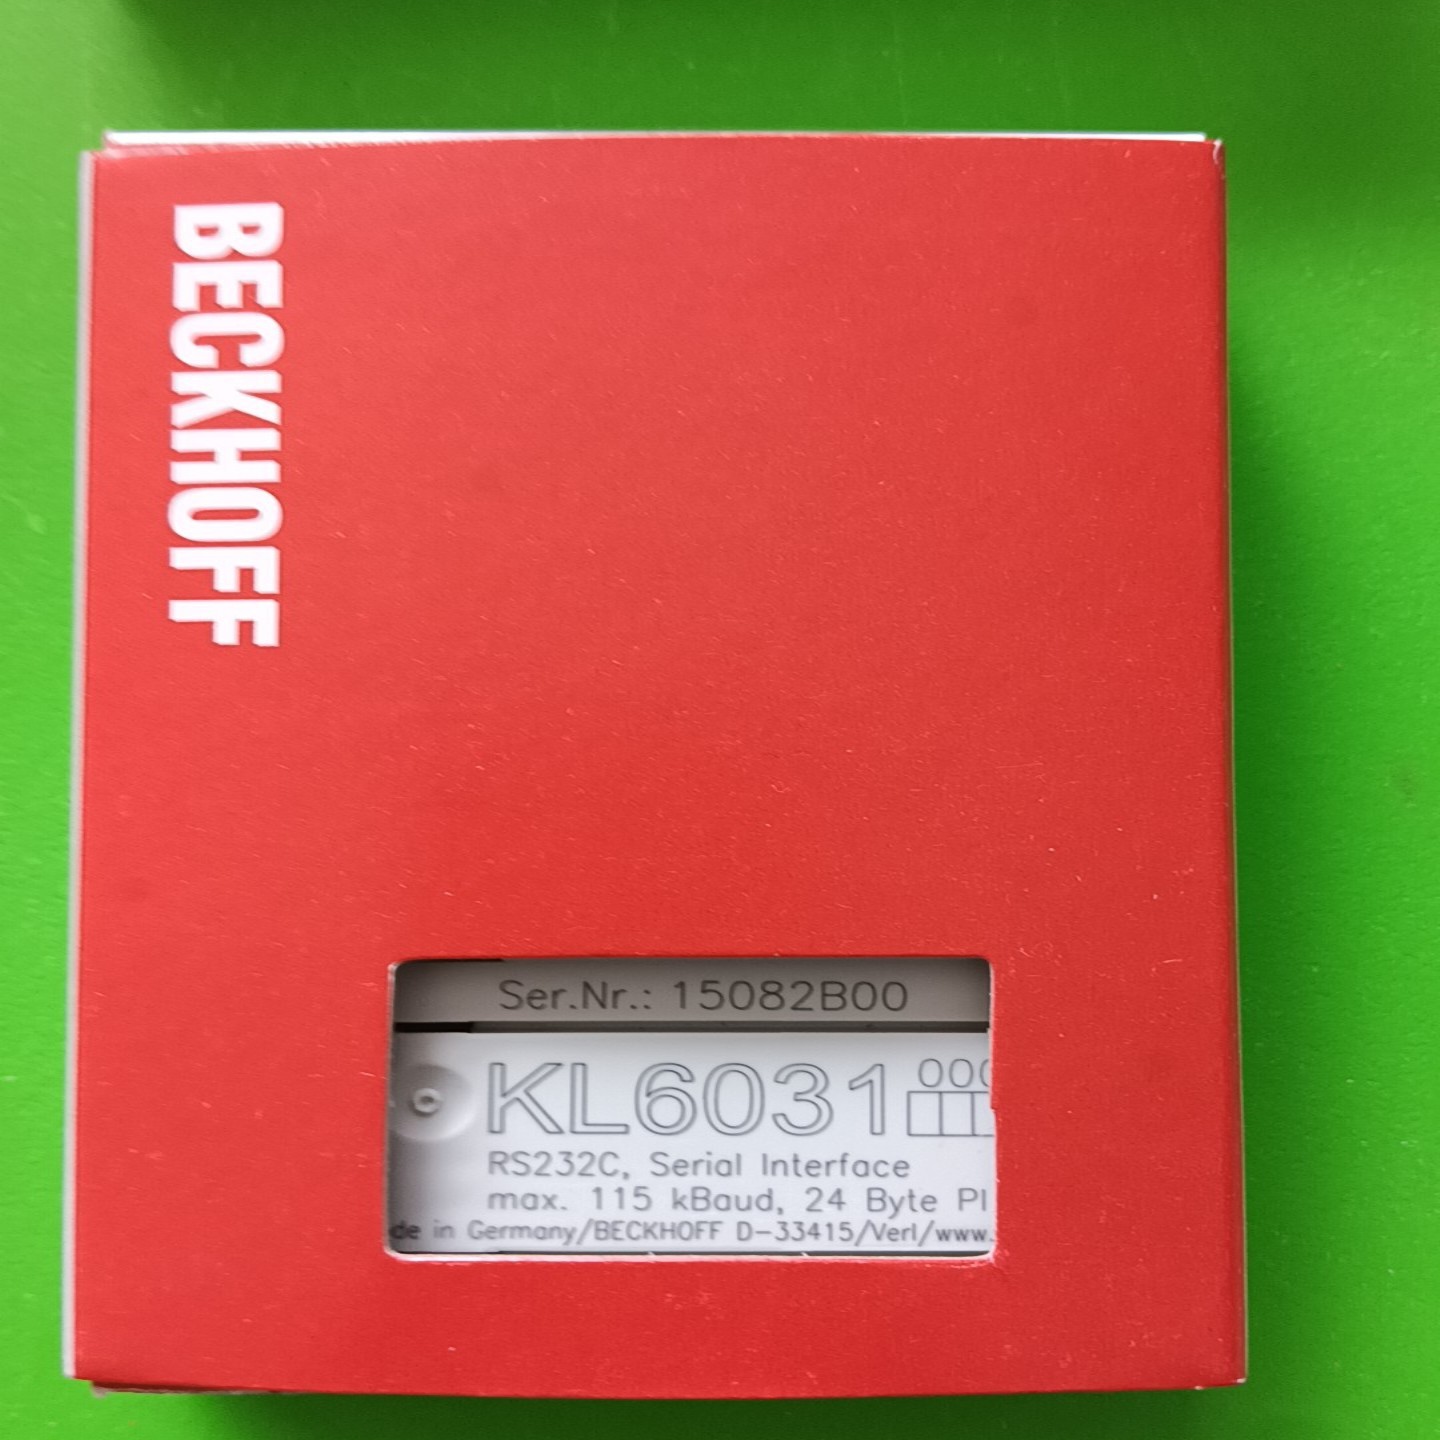 BECKHOFF
Ser.Nr.: 15082B00
KL6031
000
RS232C, Serial Interface
max. 115 kBaud, 24 Byte PI
de in Germany/BECKHOFF D-33415/Verl/www.